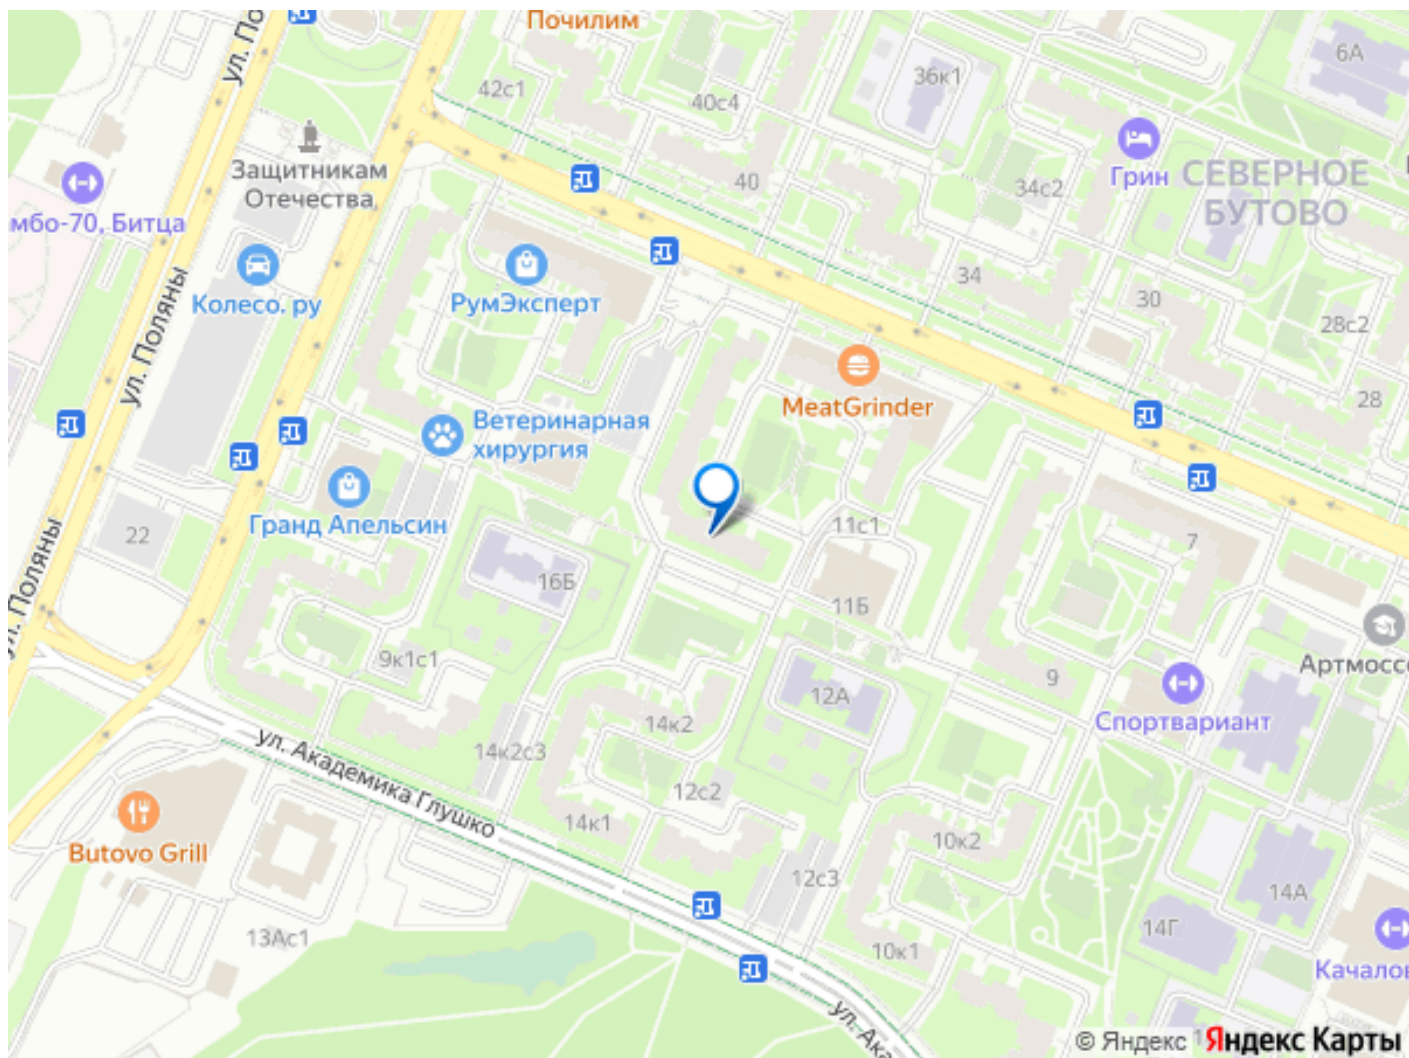 Почилим
ул. По
6А
36к1
42с1
40с4
Защитникам
Отечества
40
34с2
Грин
СЕВЕРНОЕ
БУТОВО
мбо-70, Битца
Колесо. ру
РумЭксперт
34
30
28с2
ул. Поляны
MeatGrinder
28
Ветеринарная
хирургия
Гранд Апельсин
22
11с1
7
16Б
11Б
ул. Поляны
9к1с1
9
12А
Артмоссо
Спортвариант
14к2
14к2с3
ул. Академика Глушко
12с2
14к1
10к2
Butovo Grill
12с3
14А
14Г
13Ас1
10к1
Качалов
ул. Ака
© Яндекс
Яндекс Карты